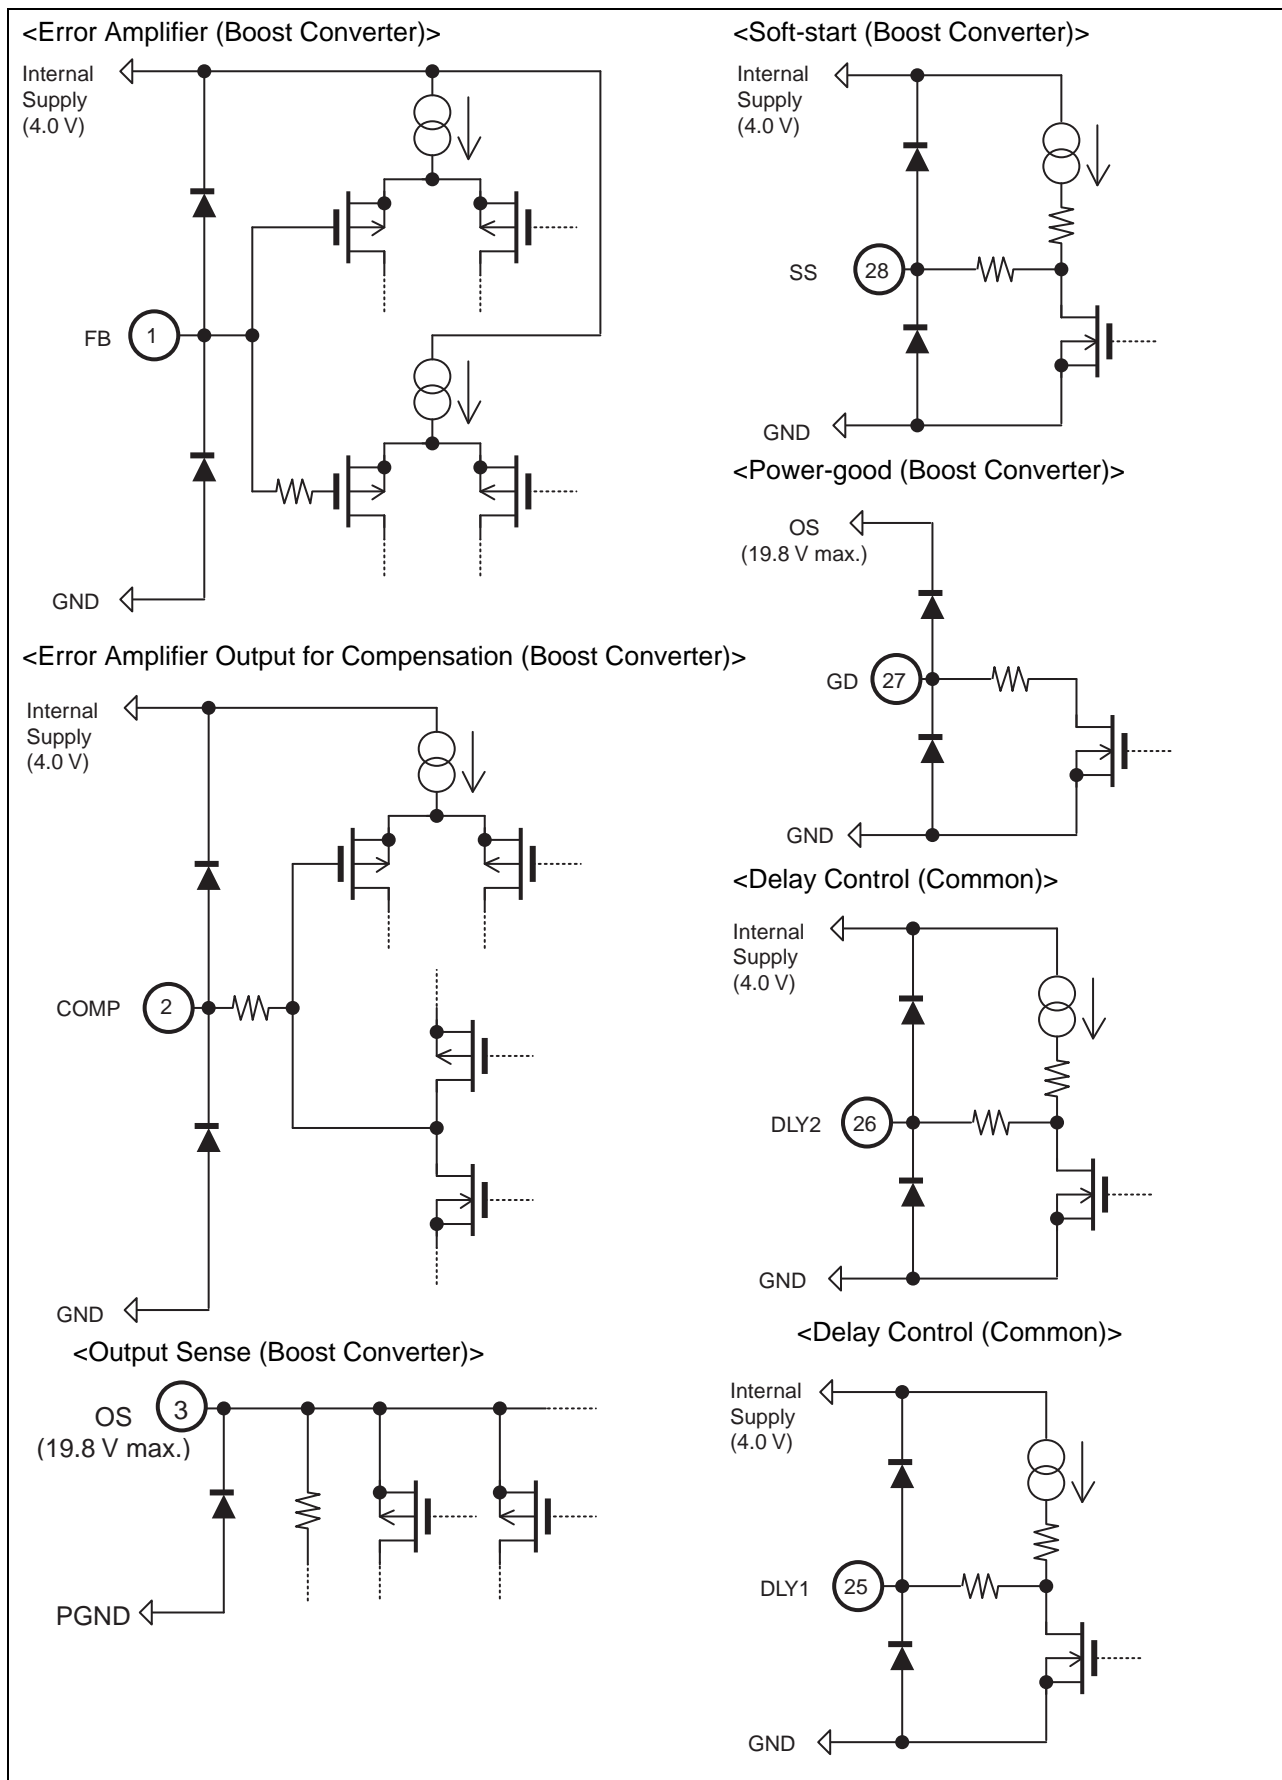 <Error Amplifier (Boost Converter)>
Internal
Supply
(4.0 V)
FB
1
GND
<Error Amplifier Output for Compensation (Boost Converter)>
Internal
Supply
(4.0 V)
COMP
2
GND
<Output Sense (Boost Converter)>
OS
3
(19.8 V max.)
PGND
<Soft-start (Boost Converter)>
Internal
Supply
(4.0 V)
SS
28
GND
<Power-good (Boost Converter)>
OS
(19.8 V max.)
GD
27
GND
<Delay Control (Common)>
Internal
Supply
(4.0 V)
DLY2
26
GND
<Delay Control (Common)>
Internal
Supply
(4.0 V)
DLY1
25
GND